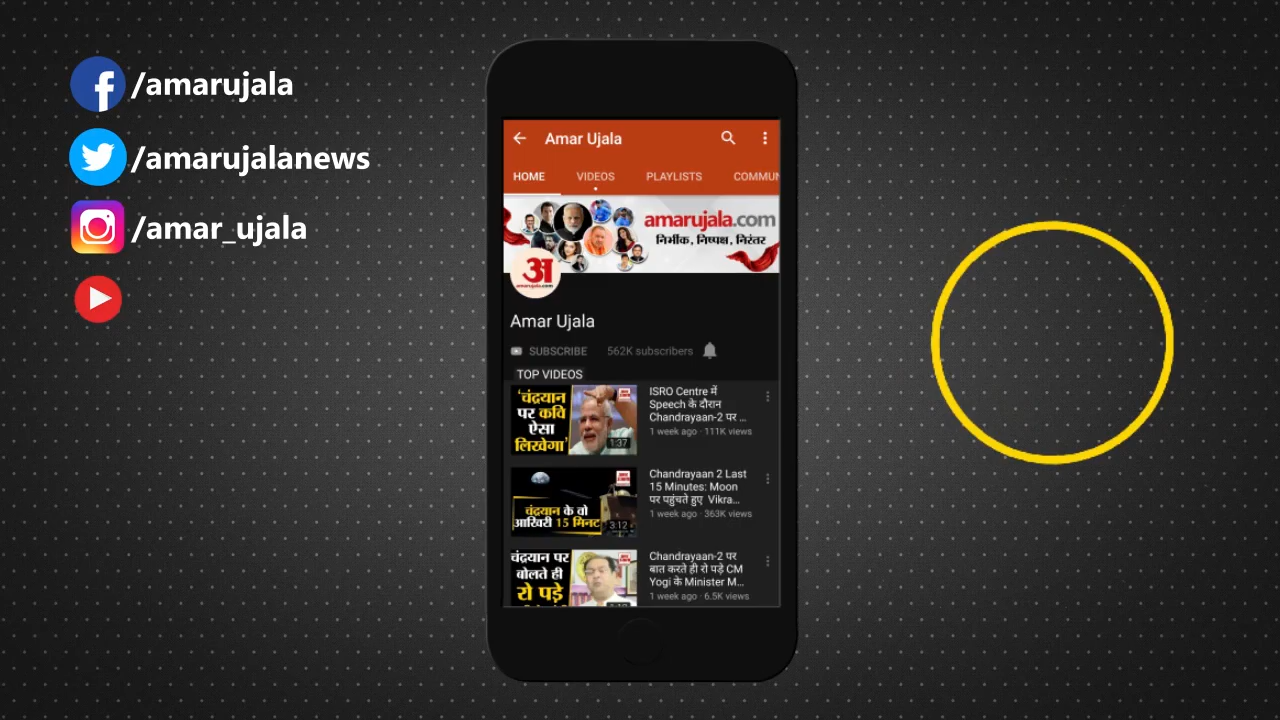 /amarujala
/amarujalanews
/amar_ujala
Amar Ujala
HOME VIDEOS PLAYLISTS COMMUN
amarujala.com
निर्भीक, निष्पक्ष, निरंतर
अ
amarujala.com
Amar Ujala
SUBSCRIBE 562K subscribers
TOP VIDEOS
'चंद्रयान
पर कवि
ऐसा
लिखेगा'
1:37
ISRO Centre में
Speech के दौरान
Chandrayaan-2 पर ...
1 week ago · 111K views
चंद्रयान के वो
आखिरी 15 मिनट
3:12
Chandrayaan 2 Last
15 Minutes: Moon
पर पहुंचते हुए Vikra...
1 week ago · 363K views
चंद्रयान पर
बोलते ही
रो पड़े
Chandrayaan-2 पर
बात करते ही रो पड़े CM
Yogi के Minister M...
1 week ago · 6.5K views